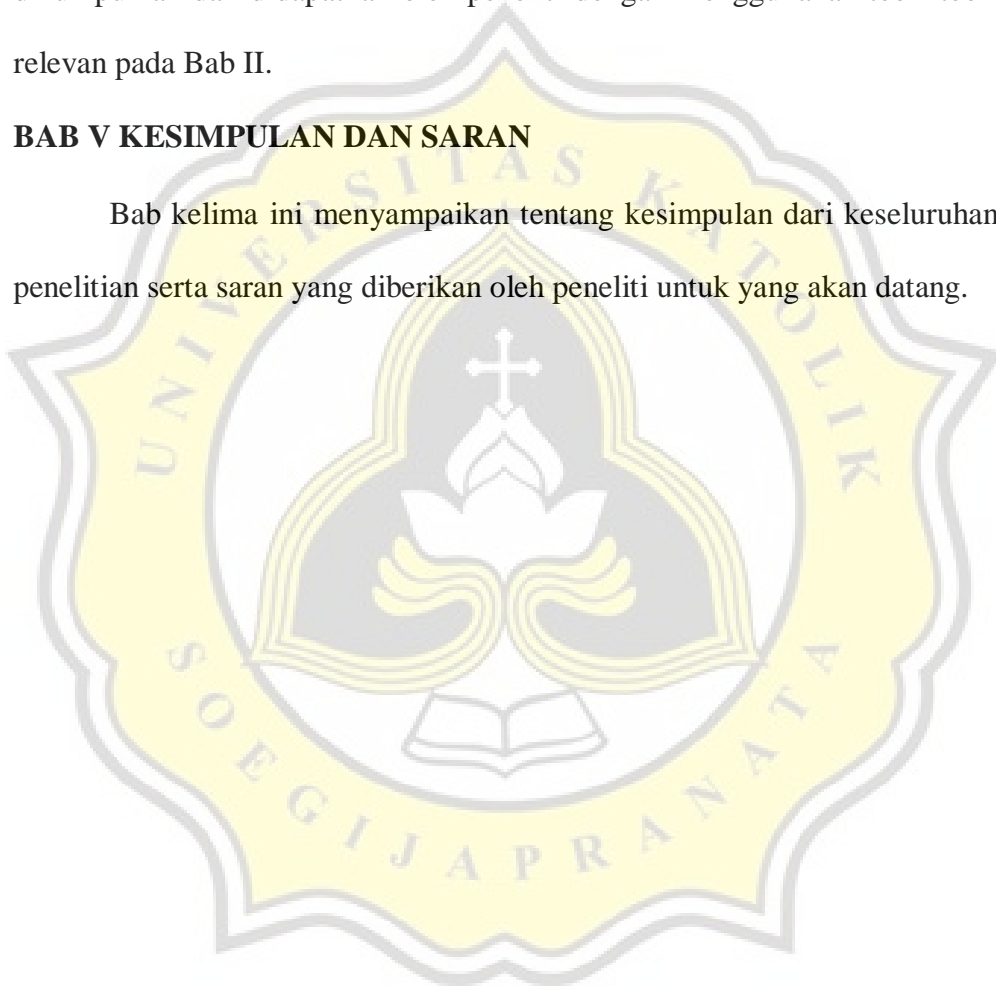 relevan pada Bab II.
BAB V KESIMPULAN DAN SARAN
Bab kelima ini menyampaikan tentang kesimpulan dari keseluruhan
penelitian serta saran yang diberikan oleh peneliti untuk yang akan datang.
UNIVERSITAS KATOLIK
SOEGIJAPRANATA